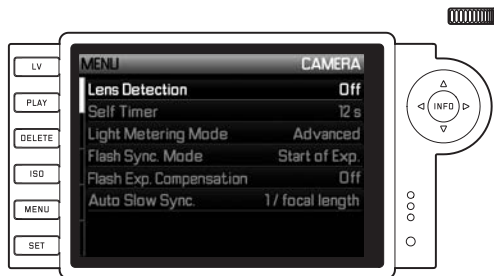 LV
PLAY
DELETE
ISO
MENU
SET
MENU CAMERA
Lens Detection Off
Self Timer 12 s
Light Metering Mode Advanced
Flash Sync. Mode Start of Exp.
Flash Exp. Compensation Off
Auto Slow Sync. 1/ focal length
INFO